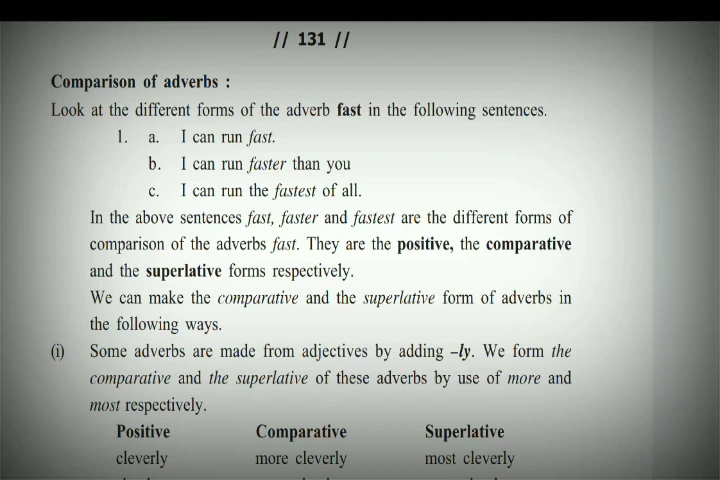 // 131 //
Comparison of adverbs :
Look at the different forms of the adverb fast in the following sentences.
1. a. I can run fast.
b. I can run faster than you
c. I can run the fastest of all.
In the above sentences fast, faster and fastest are the different forms of
comparison of the adverbs fast. They are the positive, the comparative
and the superlative forms respectively.
We can make the comparative and the superlative form of adverbs in
the following ways.
(i) Some adverbs are made from adjectives by adding –ly. We form the
comparative and the superlative of these adverbs by use of more and
most respectively.
Positive Comparative Superlative
cleverly more cleverly most cleverly